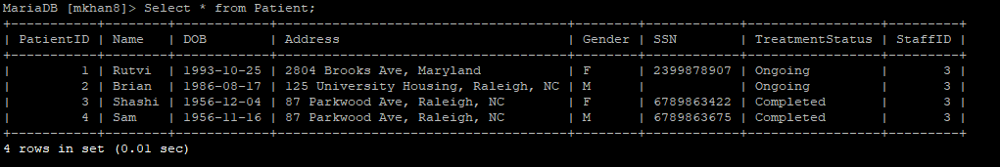 MariaDB [mkhan8]> Select * from Patient;
+-----------+--------+------------+--------------------------------------+--------+------------+-----------------+---------+
| PatientID | Name   | DOB        | Address                              | Gender | SSN        | TreatmentStatus | StaffID |
+-----------+--------+------------+--------------------------------------+--------+------------+-----------------+---------+
|         1 | Rutvi  | 1993-10-25 | 2804 Brooks Ave, Maryland            | F      | 2399878907 | Ongoing         |       3 |
|         2 | Brian  | 1986-08-17 | 125 University Housing, Raleigh, NC | M      |            | Ongoing         |       3 |
|         3 | Shashi | 1956-12-04 | 87 Parkwood Ave, Raleigh, NC         | F      | 6789863422 | Completed       |       3 |
|         4 | Sam    | 1956-11-16 | 87 Parkwood Ave, Raleigh, NC         | M      | 6789863675 | Completed       |       3 |
+-----------+--------+------------+--------------------------------------+--------+------------+-----------------+---------+
4 rows in set (0.01 sec)